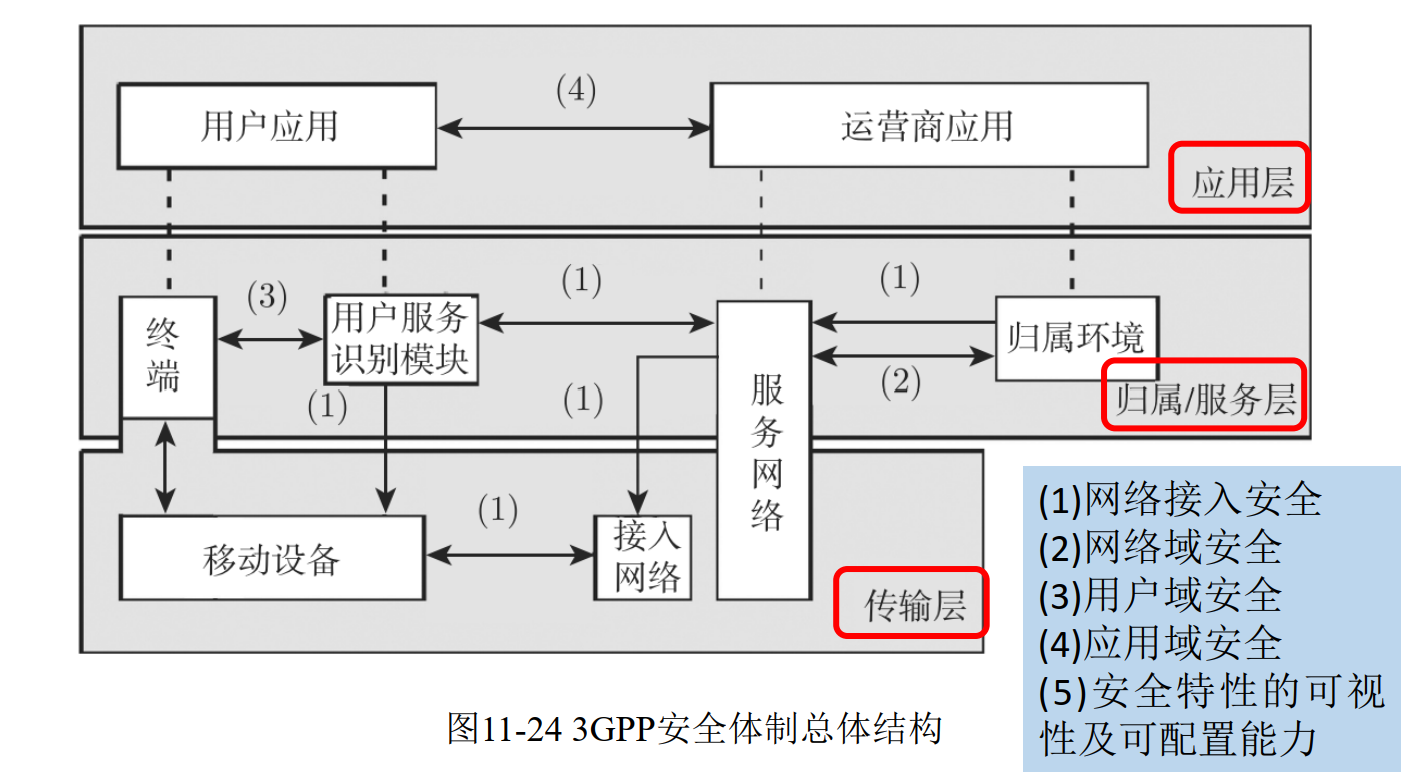 (4)
用户应用
运营商应用
应用层
(3)
(1)
(1)
终
端
用户服务
识别模块
归属环境
(1)
(1)
(2)
归属/服务层
服
务
网
络
(1)
移动设备
接入
网络
传输层
(1)网络接入安全
(2)网络域安全
(3)用户域安全
(4)应用域安全
(5)安全特性的可视
性及可配置能力
图11-24 3GPP安全体制总体结构